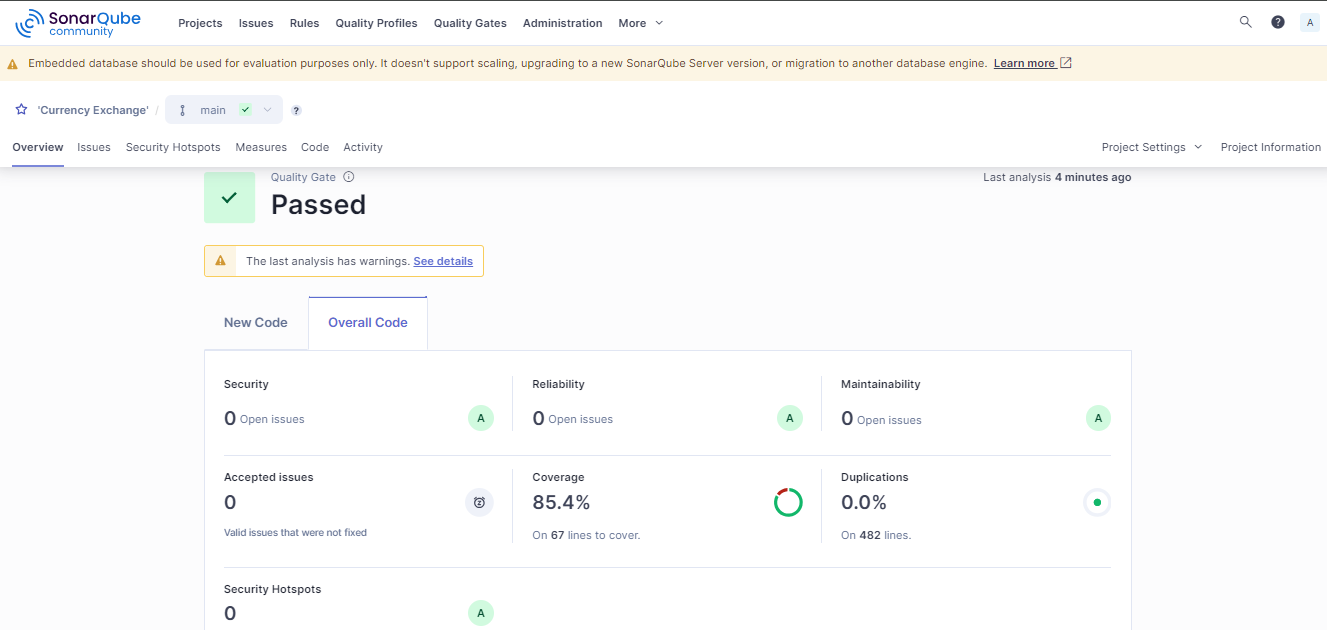 SonarQube community Projects Issues Rules Quality Profiles Quality Gates Administration More ? A
Embedded database should be used for evaluation purposes only. It doesn't support scaling, upgrading to a new SonarQube Server version, or migration to another database engine. Learn more
'Currency Exchange' / main ?
Overview Issues Security Hotspots Measures Code Activity Project Settings Project Information
Quality Gate Last analysis 4 minutes ago
Passed
The last analysis has warnings. See details
New Code Overall Code
Security Reliability Maintainability
0 Open issues A 0 Open issues A 0 Open issues A
Accepted issues Coverage Duplications
0 85.4% 0.0%
Valid issues that were not fixed On 67 lines to cover. On 482 lines.
Security Hotspots
0 A